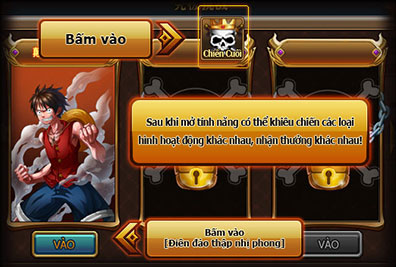 Bấm vào
Chiến Cuối
Sau khi mở tính năng có thể khiêu chiến các loại
hình hoạt động khác nhau, nhận thưởng khác nhau!
Bấm vào
[Điên đảo thập nhị phong]
VÀO
VÀO